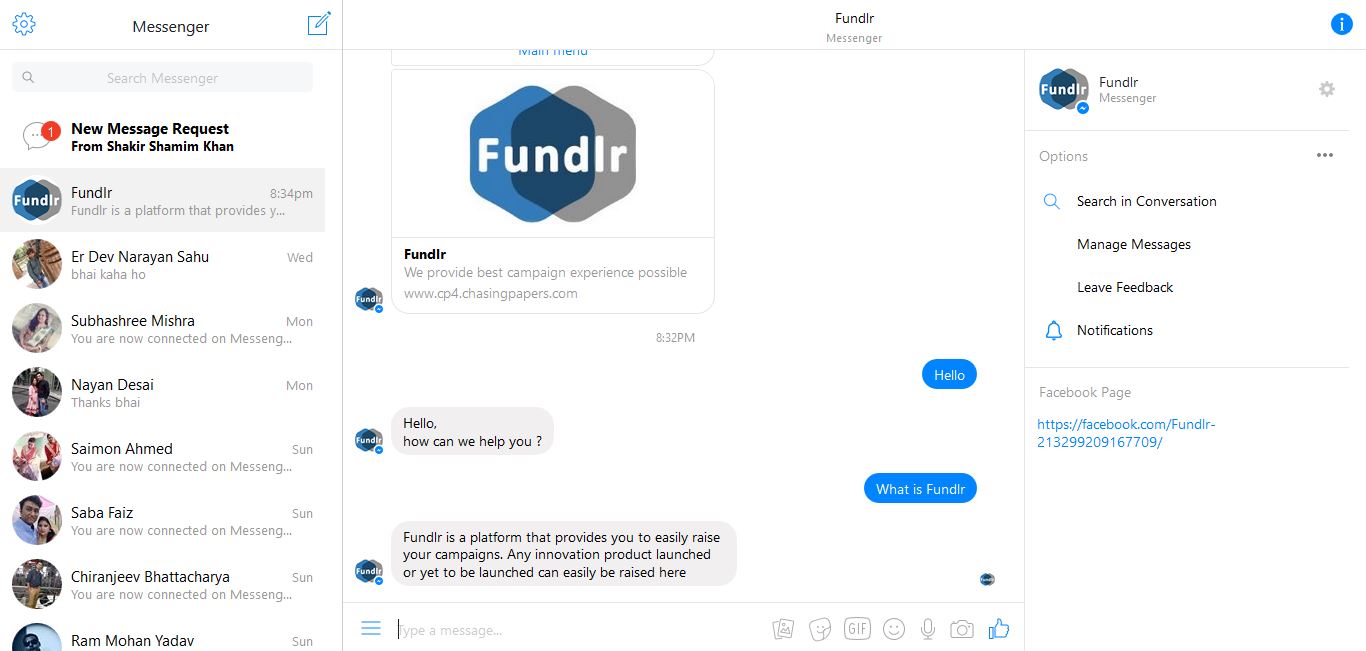 Messenger
Search Messenger
1
New Message Request
From Shakir Shamim Khan
Fundlr
Fundlr
8:34pm
Fundlr is a platform that provides y...
Er Dev Narayan Sahu
Wed
bhai kaha ho
Subhashree Mishra
Mon
You are now connected on Messeng...
Nayan Desai
Mon
Thanks bhai
Saimon Ahmed
Sun
You are now connected on Messeng...
Saba Faiz
Sun
You are now connected on Messeng...
Chiranjeev Bhattacharya
Sun
You are now connected on Messeng...
Ram Mohan Yadav
Sun
Fundlr
Messenger
Main menu
Fundlr
Fundlr
We provide best campaign experience possible
www.cp4.chasingpapers.com
Fundlr
8:32PM
Hello
Hello,
how can we help you ?
Fundlr
What is Fundlr
Fundlr is a platform that provides you to easily raise
your campaigns. Any innovation product launched
or yet to be launched can easily be raised here
Fundlr
Fundlr
Type a message...
GIF
i
Fundlr
Fundlr
Messenger
Options
Search in Conversation
Manage Messages
Leave Feedback
Notifications
Facebook Page
https://facebook.com/Fundlr-
213299209167709/